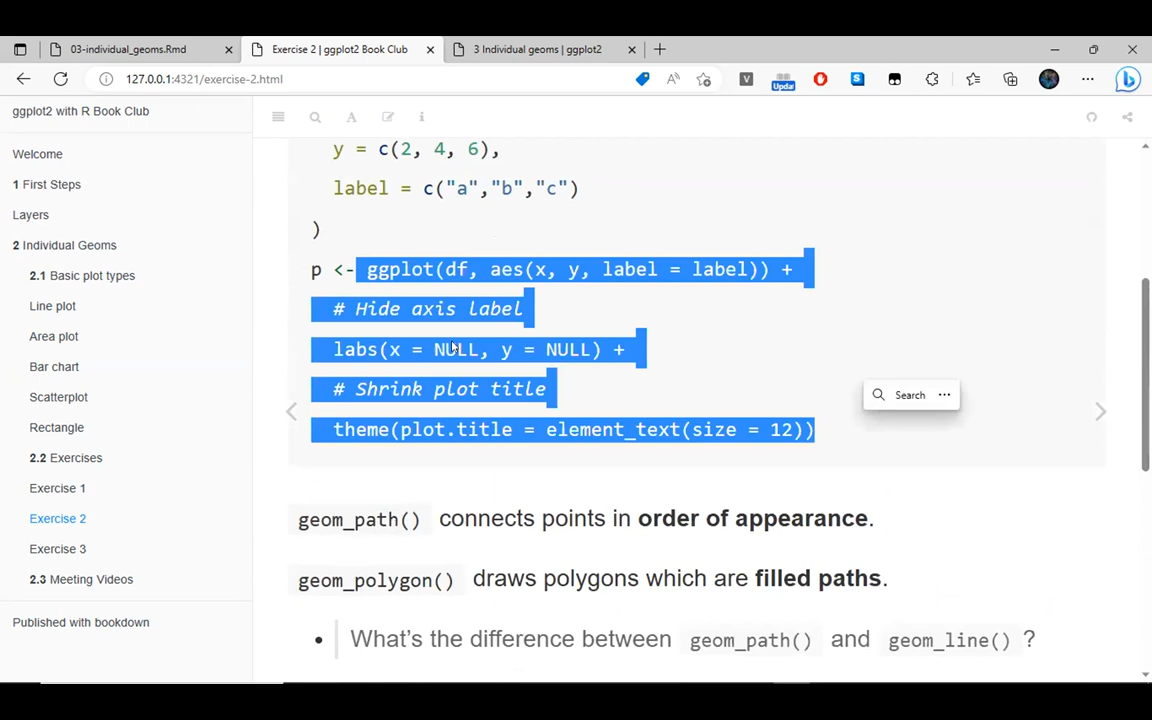 03-individual_geoms.Rmd
Exercise 2 | ggplot2 Book Club
3 Individual geoms | ggplot2
127.0.0.1:4321/exercise-2.html
Updat
ggplot2 with R Book Club
Welcome
1 First Steps
Layers
2 Individual Geoms
2.1 Basic plot types
Line plot
Area plot
Bar chart
Scatterplot
Rectangle
2.2 Exercises
Exercise 1
Exercise 2
Exercise 3
2.3 Meeting Videos
Published with bookdown
y = c(2, 4, 6),
label = c("a","b","c")
)
p <- ggplot(df, aes(x, y, label = label)) +
# Hide axis label
labs(x = NULL, y = NULL) +
# Shrink plot title
theme(plot.title = element_text(size = 12))
Search
geom_path() connects points in order of appearance.
geom_polygon() draws polygons which are filled paths.
• What's the difference between geom_path() and geom_line() ?